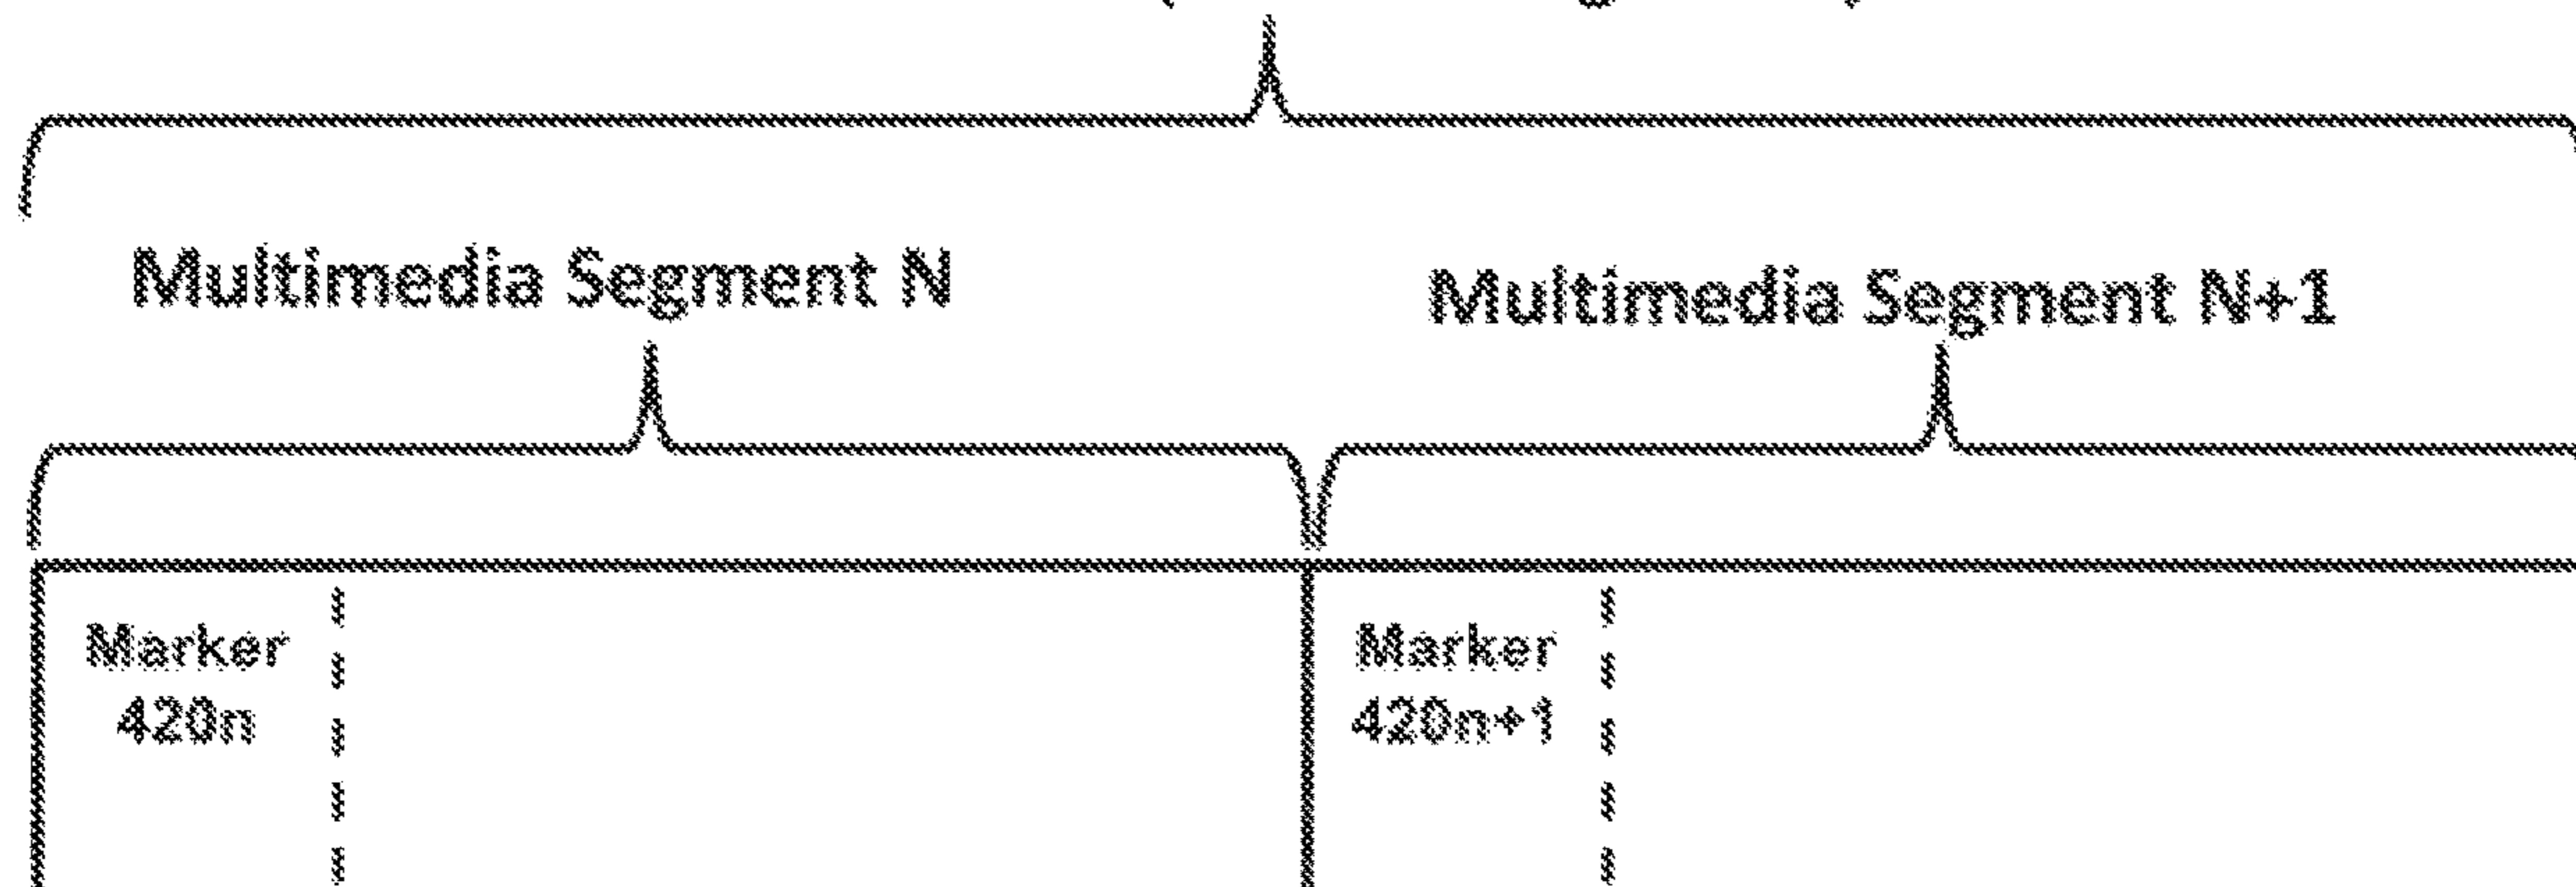 Multimedia Segment N
Multimedia Segment N+1
Marker
420n
Marker
420n+1